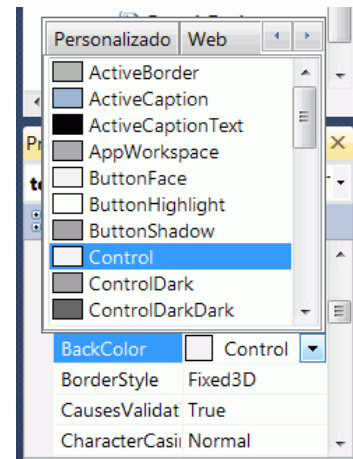 Personalizado Web
ActiveBorder
ActiveCaption
ActiveCaptionText
AppWorkspace
ButtonFace
ButtonHighlight
ButtonShadow
Control
ControlDark
ControlDarkDark
BackColor Control
BorderStyle Fixed3D
CausesValidat True
CharacterCasi Normal